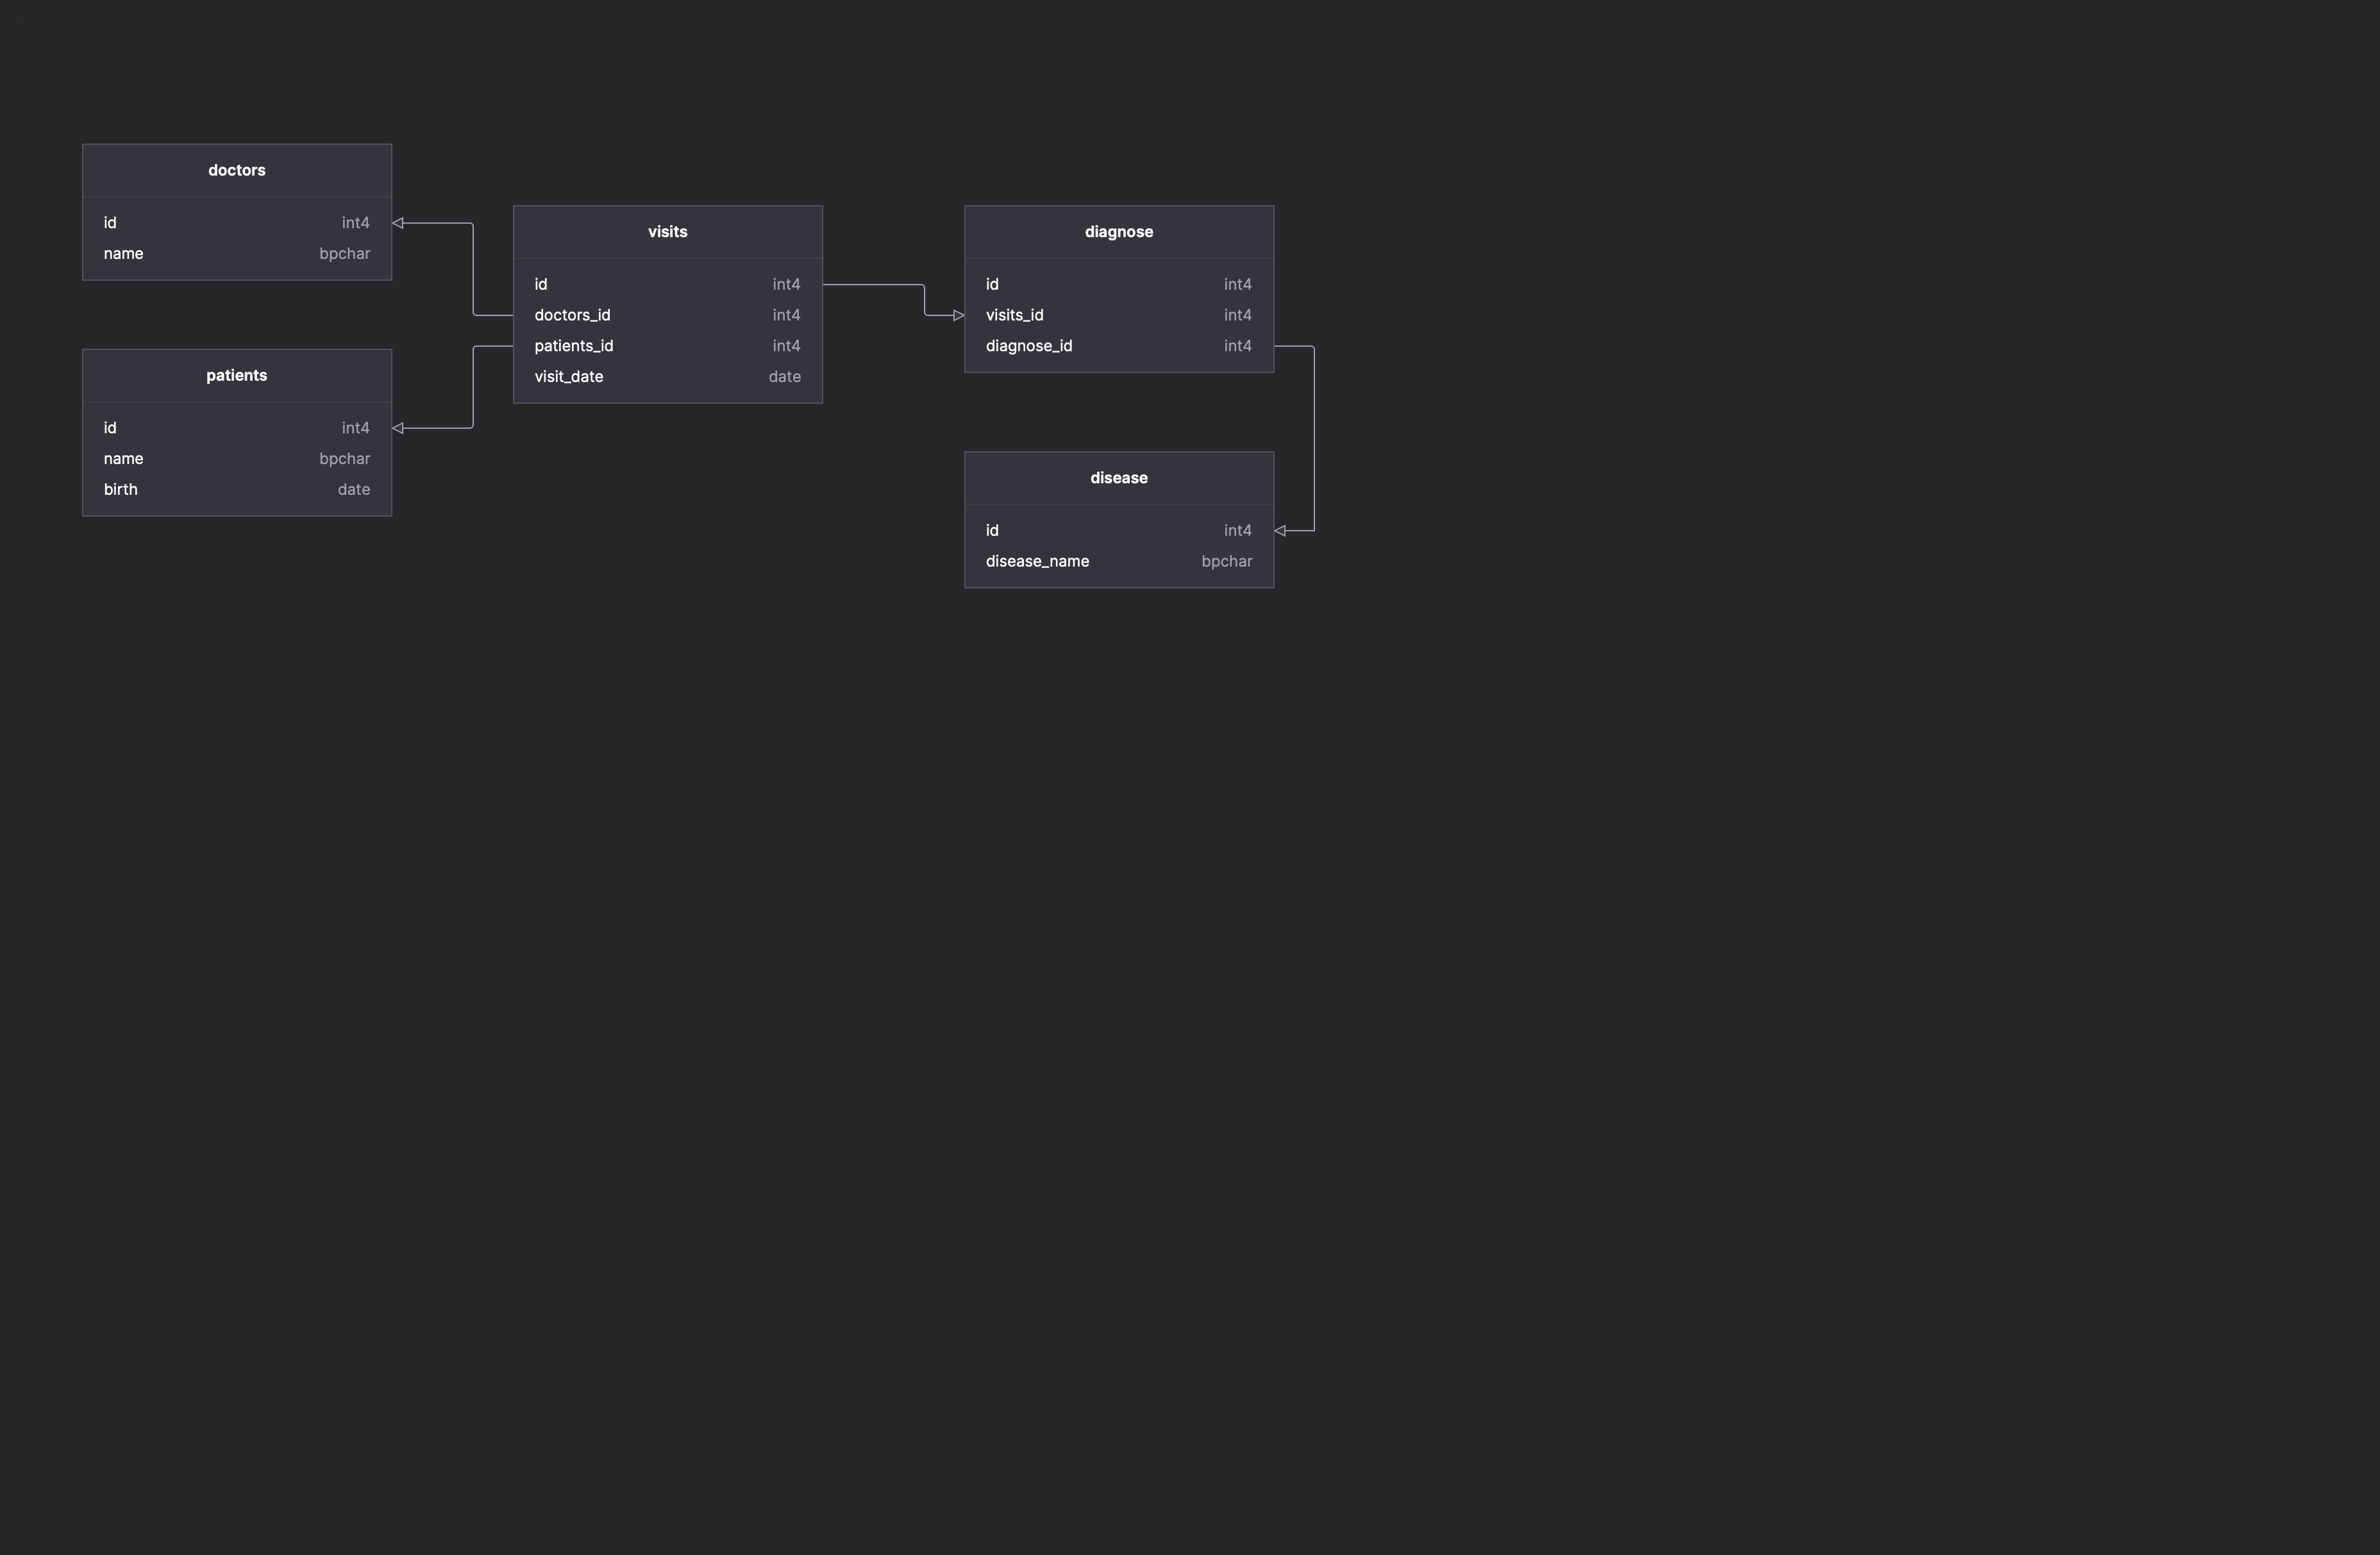 doctors
id int4
name bpchar
patients
id int4
name bpchar
birth date
visits
id int4
doctors_id int4
patients_id int4
visit_date date
diagnose
id int4
visits_id int4
diagnose_id int4
disease
id int4
disease_name bpchar